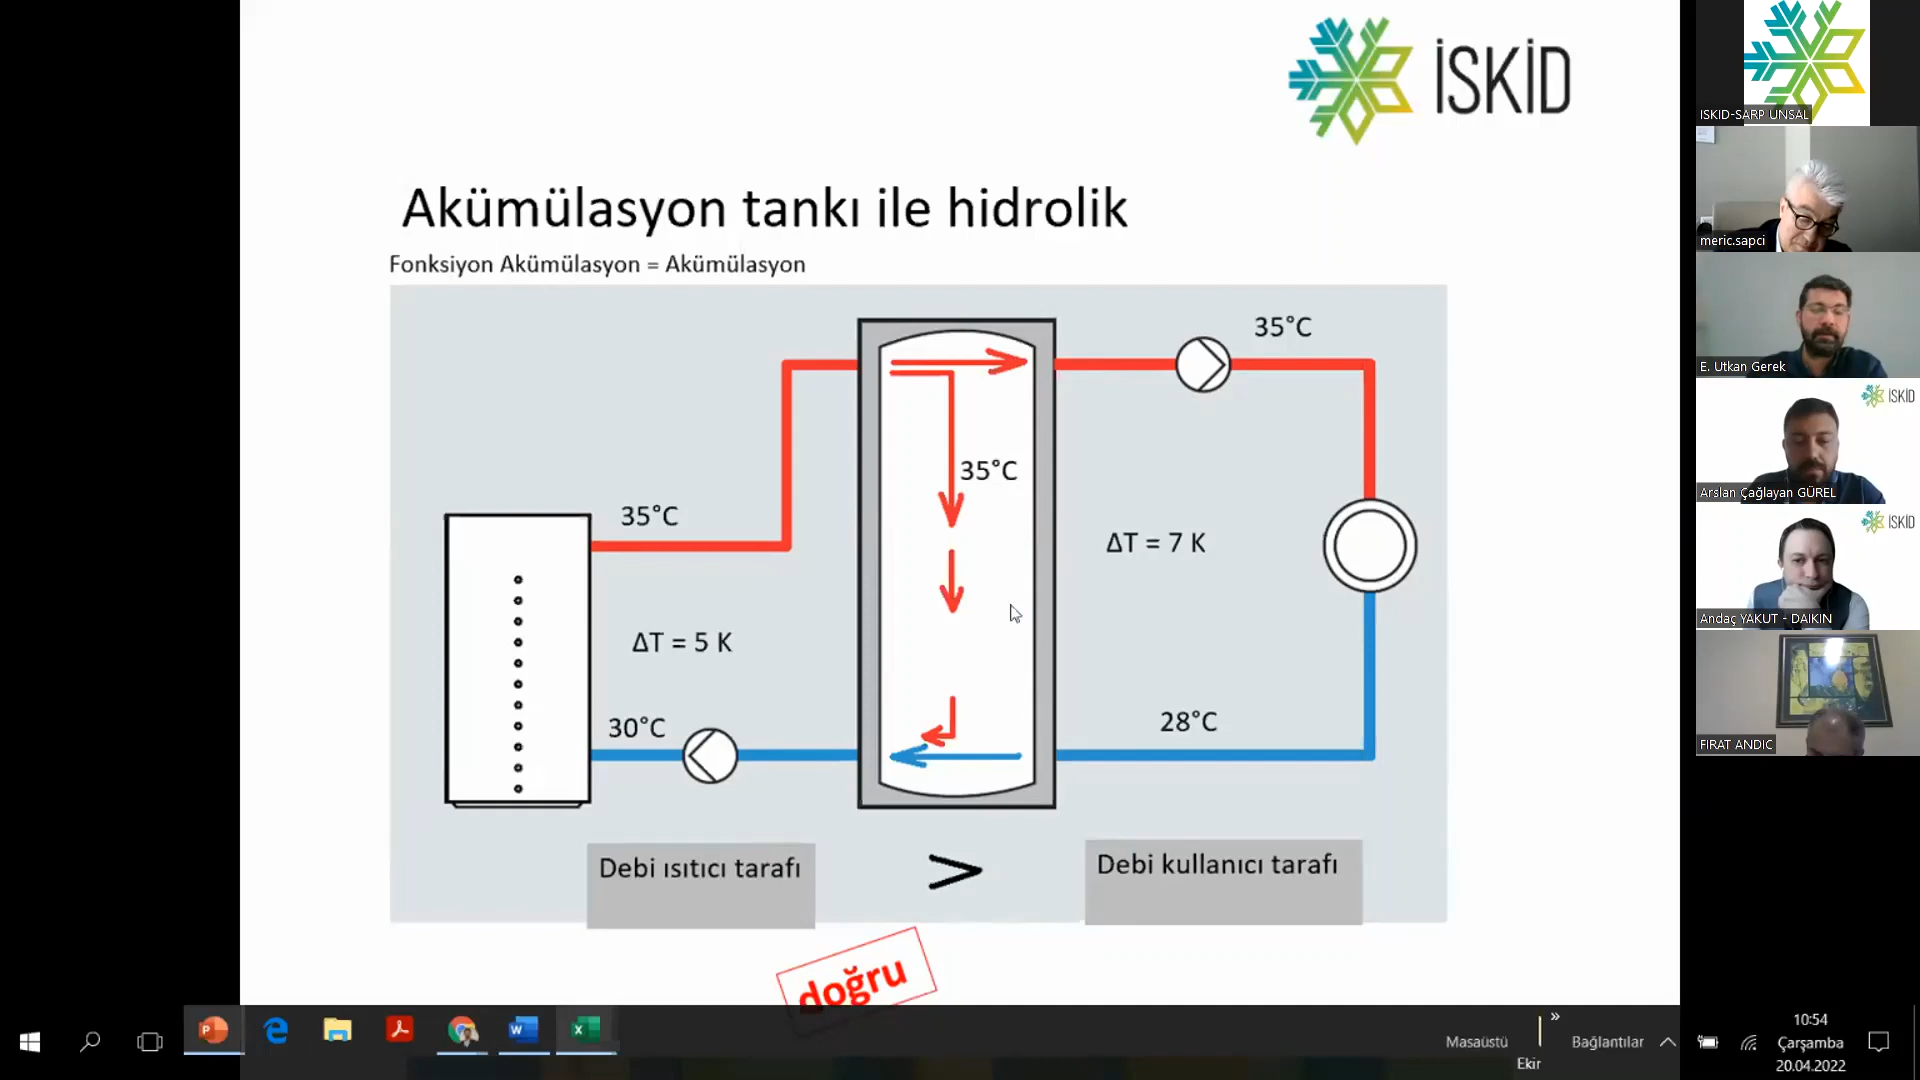 İSKİD
Akümülasyon tankı ile hidrolik
Fonksiyon Akümülasyon = Akümülasyon
35°C
35°C
35°C
ΔT = 7 K
ΔT = 5 K
30°C
28°C
Debi ısıtıcı tarafı
>
Debi kullanıcı tarafı
doğru
ISKID-SARP UNSAL
meric.sapci
E. Utkan Gerek
İSKİD
Arslan Çağlayan GÜREL
İSKİD
Andaç YAKUT - DAIKIN
FIRAT ANDIC
Masaüstü
»
Ekir
Bağlantılar
10:54
Çarşamba
20.04.2022